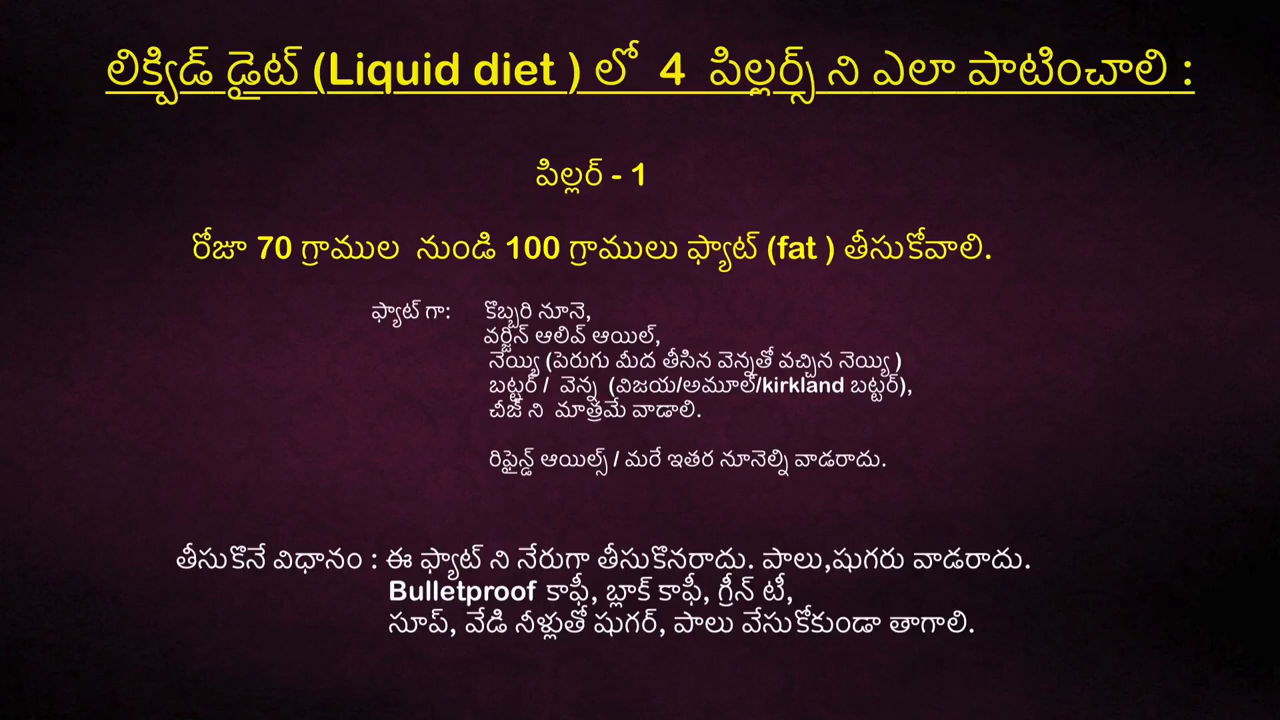 లిక్విడ్ డైట్ (Liquid diet ) లో 4 పిల్లర్స్ ని ఎలా పాటించాలి :
పిల్లర్ - 1
రోజూ 70 గ్రాముల నుండి 100 గ్రాములు ఫ్యాట్ (fat ) తీసుకోవాలి.
ఫ్యాట్ గా: కొబ్బరి నూనె,
వర్జిన్ ఆలివ్ ఆయిల్,
నెయ్యి (పెరుగు మీద తీసిన వెన్నతో వచ్చిన నెయ్యి )
బట్టర్ / వెన్న (విజయ/అమూల్/kirkland బట్టర్),
చీజ్ ని మాత్రమే వాడాలి.
రిఫైన్డ్ ఆయిల్స్ / మరే ఇతర నూనెల్ని వాడరాదు.
తీసుకొనే విధానం : ఈ ఫ్యాట్ ని నేరుగా తీసుకొనరాదు. పాలు,షుగరు వాడరాదు.
Bulletproof కాఫీ, బ్లాక్ కాఫీ, గ్రీన్ టీ,
సూప్, వేడి నీళ్లుతో షుగర్, పాలు వేసుకోకుండా తాగాలి.